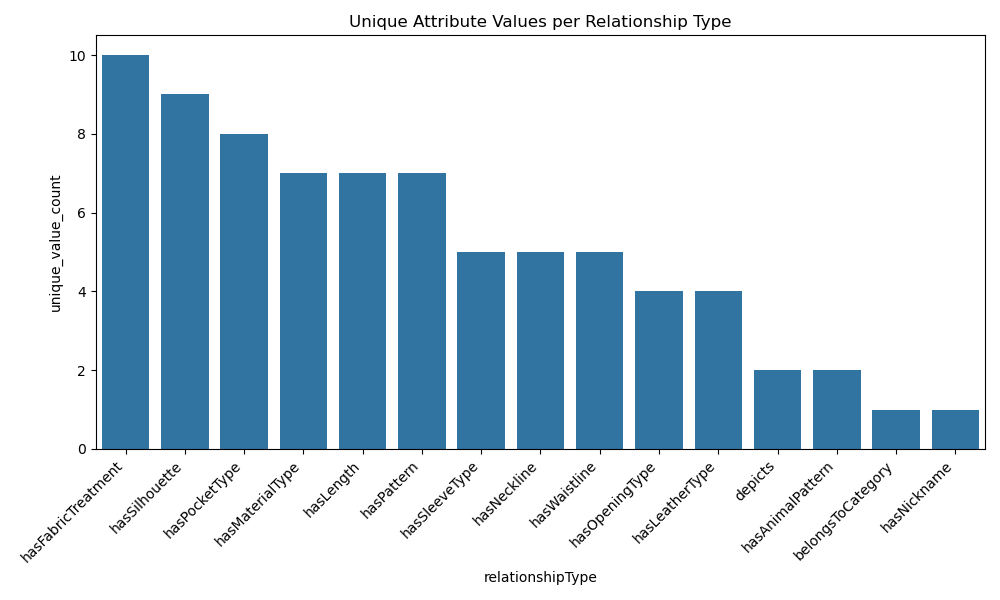 Unique Attribute Values per Relationship Type
unique_value_count
10
8
6
4
2
0
hasFabricTreatment
hasSilhouette
hasPocketType
hasMaterialType
hasLength
hasPattern
hasSleeveType
hasNeckline
hasWaistline
hasOpeningType
hasLeatherType
depicts
hasAnimalPattern
belongsToCategory
hasNickname
relationshipType